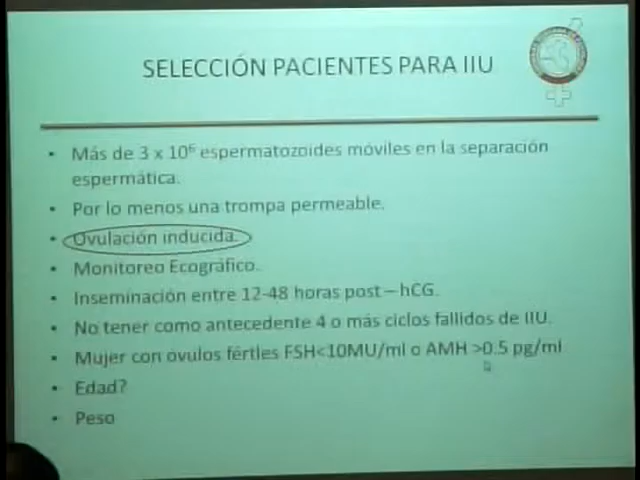 SELECCIÓN PACIENTES PARA IIU
• Más de 3 x 10⁶ espermatozoides móviles en la separación
espermática.
• Por lo menos una trompa permeable.
• Ovulación inducida.
• Monitoreo Ecográfico.
• Inseminación entre 12-48 horas post – hCG.
• No tener como antecedente 4 o más ciclos fallidos de IIU.
• Mujer con óvulos fértles FSH<10MU/ml o AMH >0.5 pg/ml
• Edad?
• Peso